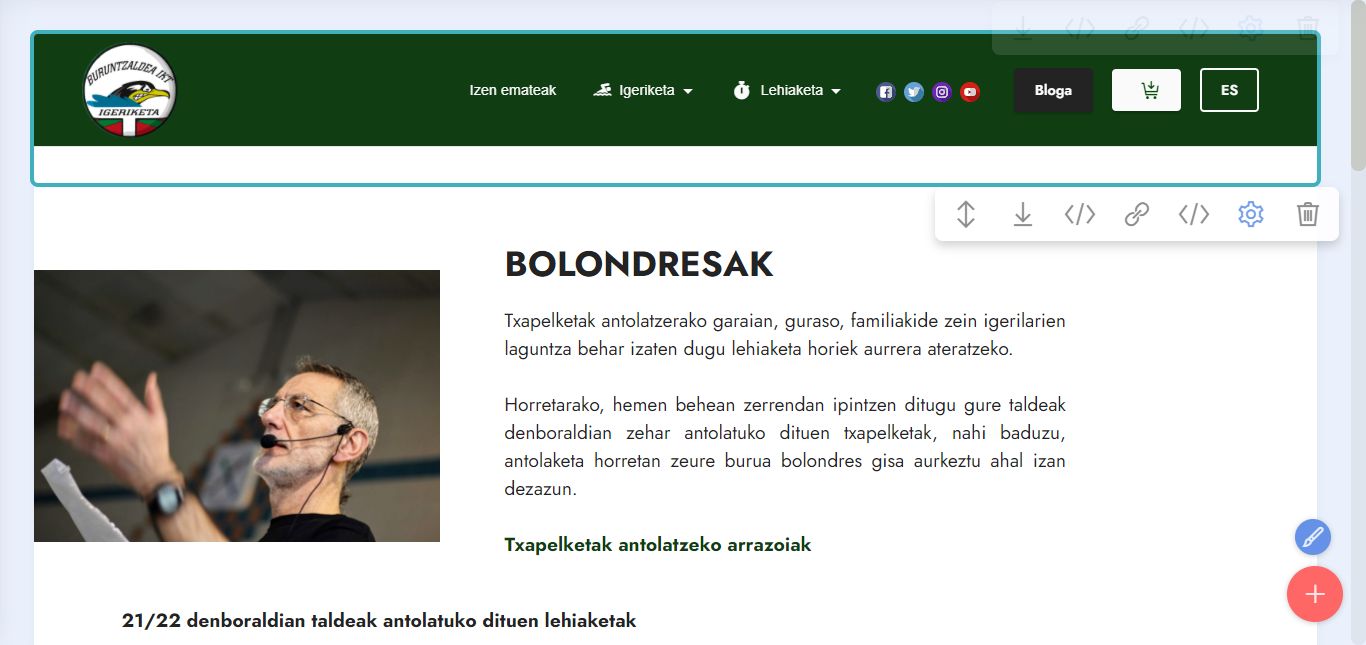 BURUNTZALDEA IKT
IGERIKETA
Izen emateak
Igeriketa
Lehiaketa
Bloga
ES
BOLONDRESAK
Txapelketak antolatzerako garaian, guraso, familiakide zein igerilarien
laguntza behar izaten dugu lehiaketa horiek aurrera ateratzeko.
Horretarako, hemen behean zerrendan ipintzen ditugu gure taldeak
denboraldian zehar antolatuko dituen txapelketak, nahi baduzu,
antolaketa horretan zeure burua bolondres gisa aurkeztu ahal izan
dezazun.
Txapelketak antolatzeko arrazoiak
21/22 denboraldian taldeak antolatuko dituen lehiaketak